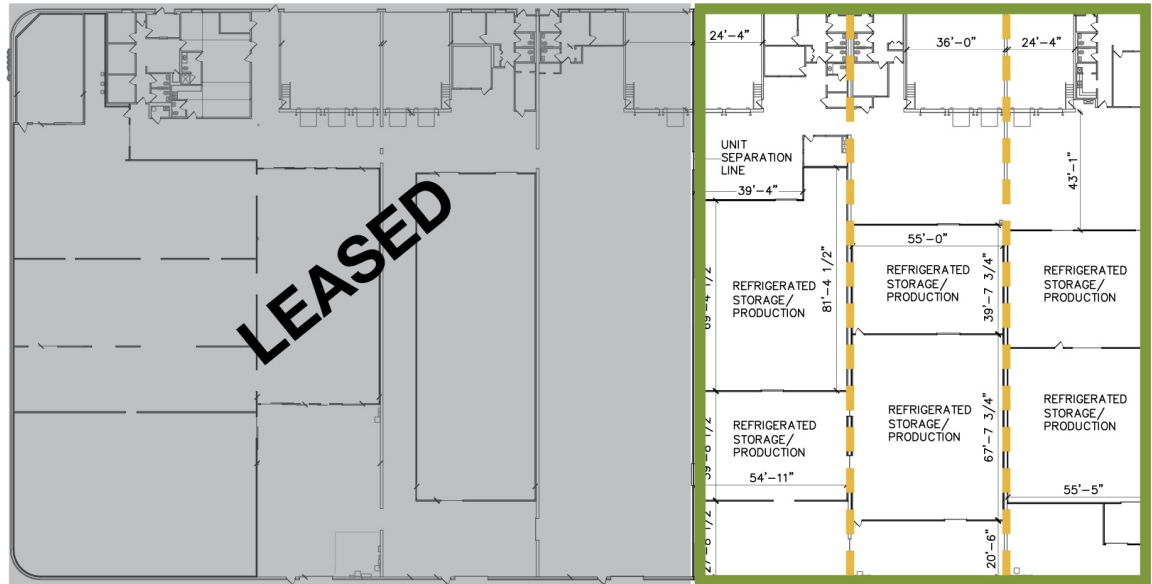 24'-4"
36'-0"
24'-4"
UNIT
SEPARATION
LINE
39'-4"
43'-1"
LEASED
55'-0"
REFRIGERATED
STORAGE/
PRODUCTION
81'-4 1/2"
REFRIGERATED
STORAGE/
PRODUCTION
39'-7 3/4"
REFRIGERATED
STORAGE/
PRODUCTION
REFRIGERATED
STORAGE/
PRODUCTION
REFRIGERATED
STORAGE/
PRODUCTION
67'-7 3/4"
REFRIGERATED
STORAGE/
PRODUCTION
54'-11"
55'-5"
20'-6"